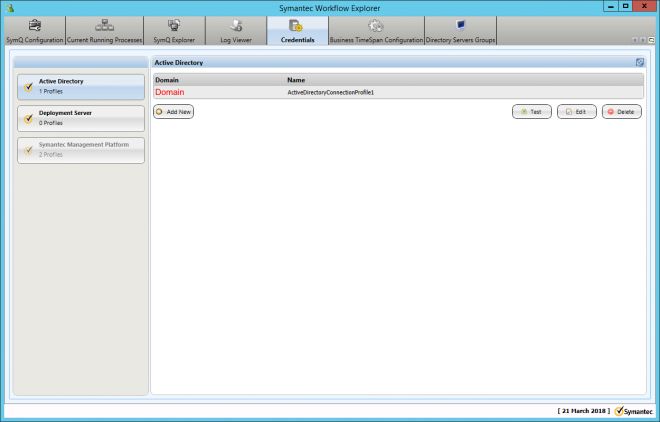 Symantec Workflow Explorer
SymQ Configuration Current Running Processes SymQ Explorer Log Viewer Credentials Business TimeSpan Configuration Directory Servers Groups
Active Directory
1 Profiles
Deployment Server
0 Profiles
Symantec Management Platform
2 Profiles
Active Directory
Domain Name
Domain ActiveDirectoryConnectionProfile1
Add New Test Edit Delete
[ 21 March 2018 ] Symantec.